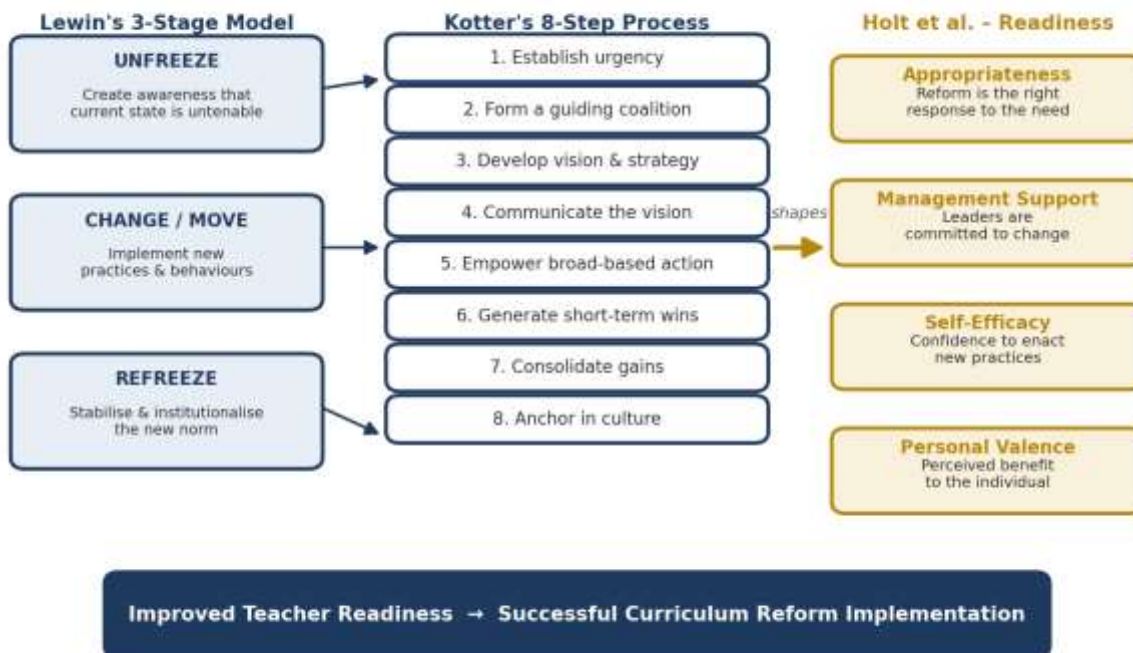 Lewin's 3-Stage Model
UNFREEZE
Create awareness that
current state is untenable
CHANGE / MOVE
Implement new
practices & behaviours
REFREEZE
Stabilise & institutionalise
the new norm
Kotter's 8-Step Process
1. Establish urgency
2. Form a guiding coalition
3. Develop vision & strategy
4. Communicate the vision
5. Empower broad-based action
6. Generate short-term wins
7. Consolidate gains
8. Anchor in culture
shapes
Holt et al. - Readiness
Appropriateness
Reform is the right
response to the need
Management Support
Leaders are
committed to change
Self-Efficacy
Confidence to enact
new practices
Personal Valence
Perceived benefit
to the individual
Improved Teacher Readiness → Successful Curriculum Reform Implementation